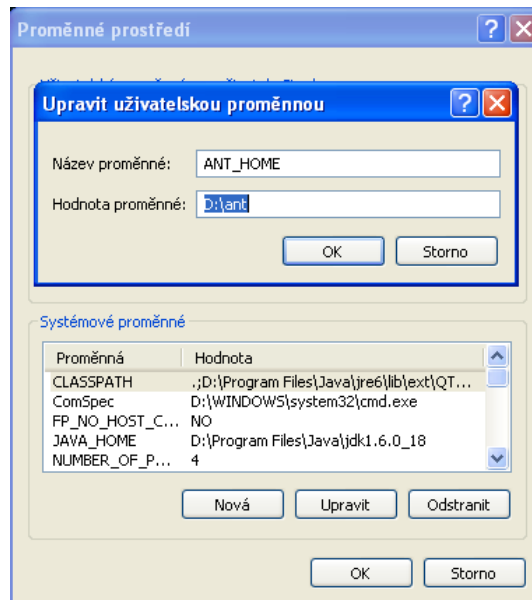 Proměnné prostředí
Upravit uživatelskou proměnnou
Název proměnné: ANT_HOME
Hodnota proměnné: D:\ant
OK Storno
Systémové proměnné
Proměnná Hodnota
CLASSPATH .;D:\Program Files\Java\jre6\lib\ext\QT...
ComSpec D:\WINDOWS\system32\cmd.exe
FP_NO_HOST_C... NO
JAVA_HOME D:\Program Files\Java\jdk1.6.0_18
NUMBER_OF_P... 4
Nová Upravit Odstranit
OK Storno